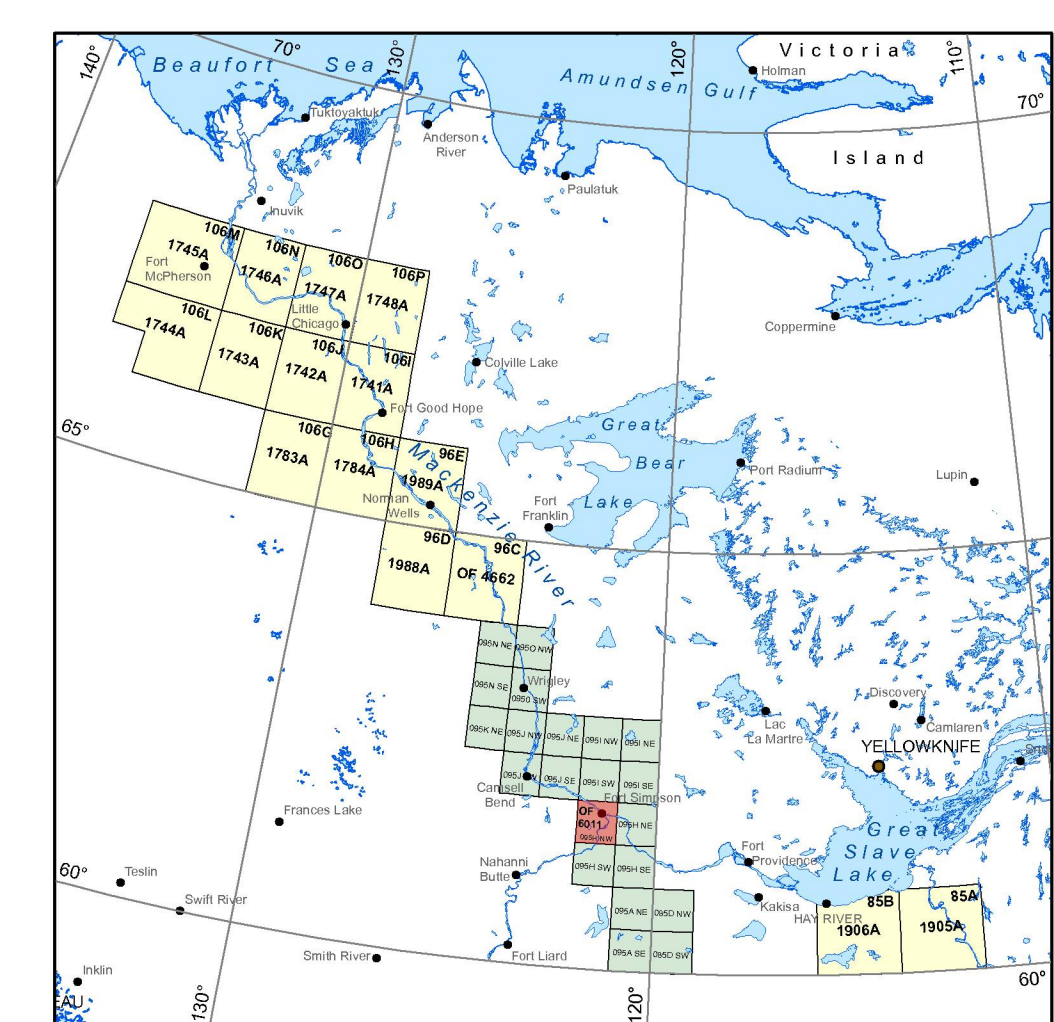 140°
70°
130°
120°
110°
Victoria
Beaufort Sea
Holman
Amundsen Gulf
70°
Tuktoyaktuk
Anderson
River
Island
Paulatuk
Inuvik
106M
1745A
106N
1746A
106O
1747A
106P
1748A
Fort
McPherson
106L
1744A
Little
Chicago
Coppermine
106K
1743A
106J
1742A
106I
1741A
Colville Lake
Fort Good Hope
65°
Great
Bear
Lake
106G
1783A
106H
1784A
Mackenzie River
96E
1989A
Port Radium
Lupin
Norman
Wells
Fort
Franklin
96D
1988A
96C
OF 4662
095N NE
095O NW
095N SE
Wrigley
095O SW
Discovery
Camlaren
Lac
La Martre
YELLOWKNIFE
095K NE
095J NW
095J NE
095I NW
095I NE
095J SE
095I SW
095I SE
Camsell
Bend
Fort Simpson
Frances Lake
OF
6011
095H NW
095H NE
Great
Slave
Lake
Fort
Providence
Nahanni
Butte
095H SW
095H SE
60°
Teslin
Swift River
Kakisa
HAY RIVER
85B
1906A
85A
1905A
095A NE
085D NW
Smith River
Fort Liard
095A SE
085D SW
60°
Inklin
EAU
130°
120°